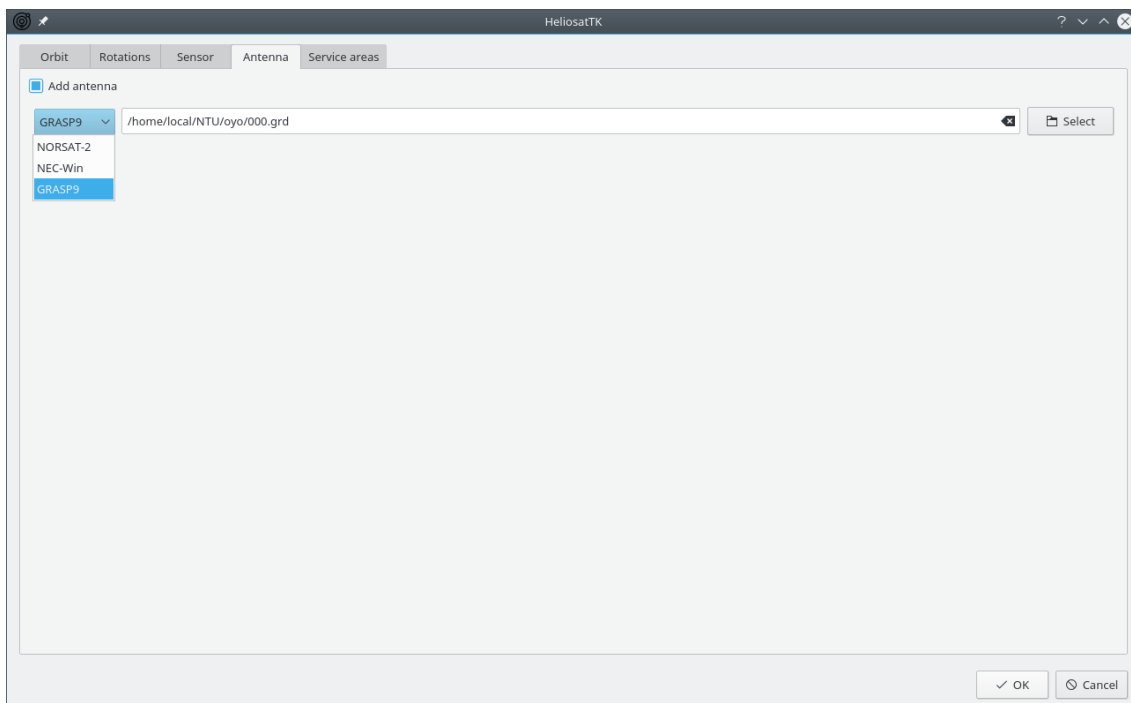 HeliosatTK
Orbit Rotations Sensor Antenna Service areas
Add antenna
GRASP9 /home/local/NTU/oyo/000.grd Select
NORSAT-2
NEC-Win
GRASP9
OK Cancel